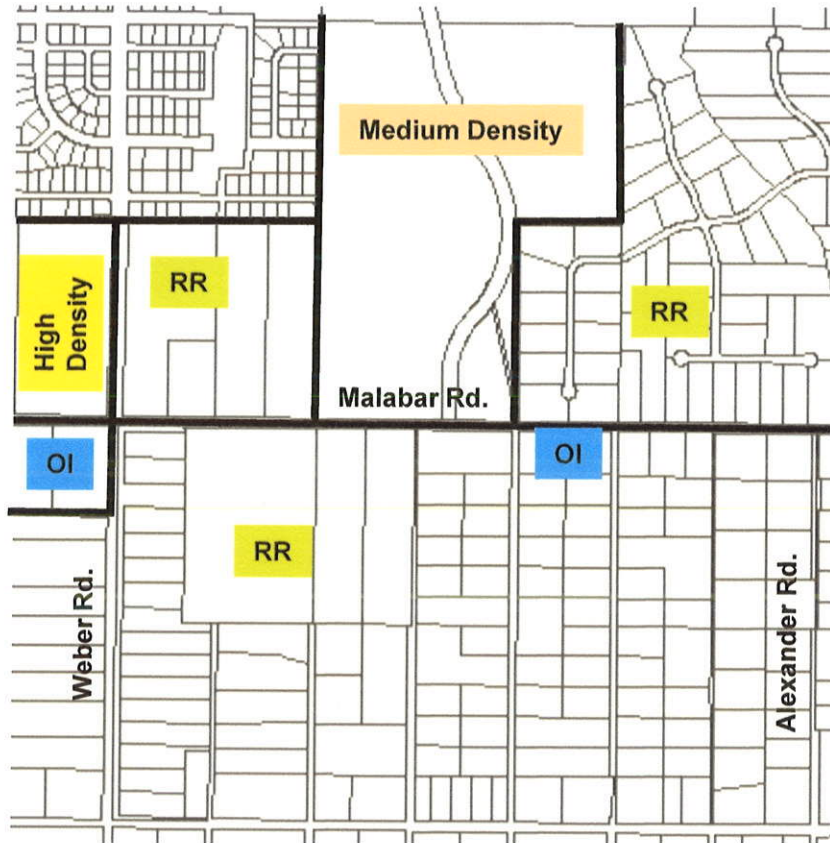 Medium Density
RR
High
Density
RR
Malabar Rd.
OI
OI
RR
Weber Rd.
Alexander Rd.